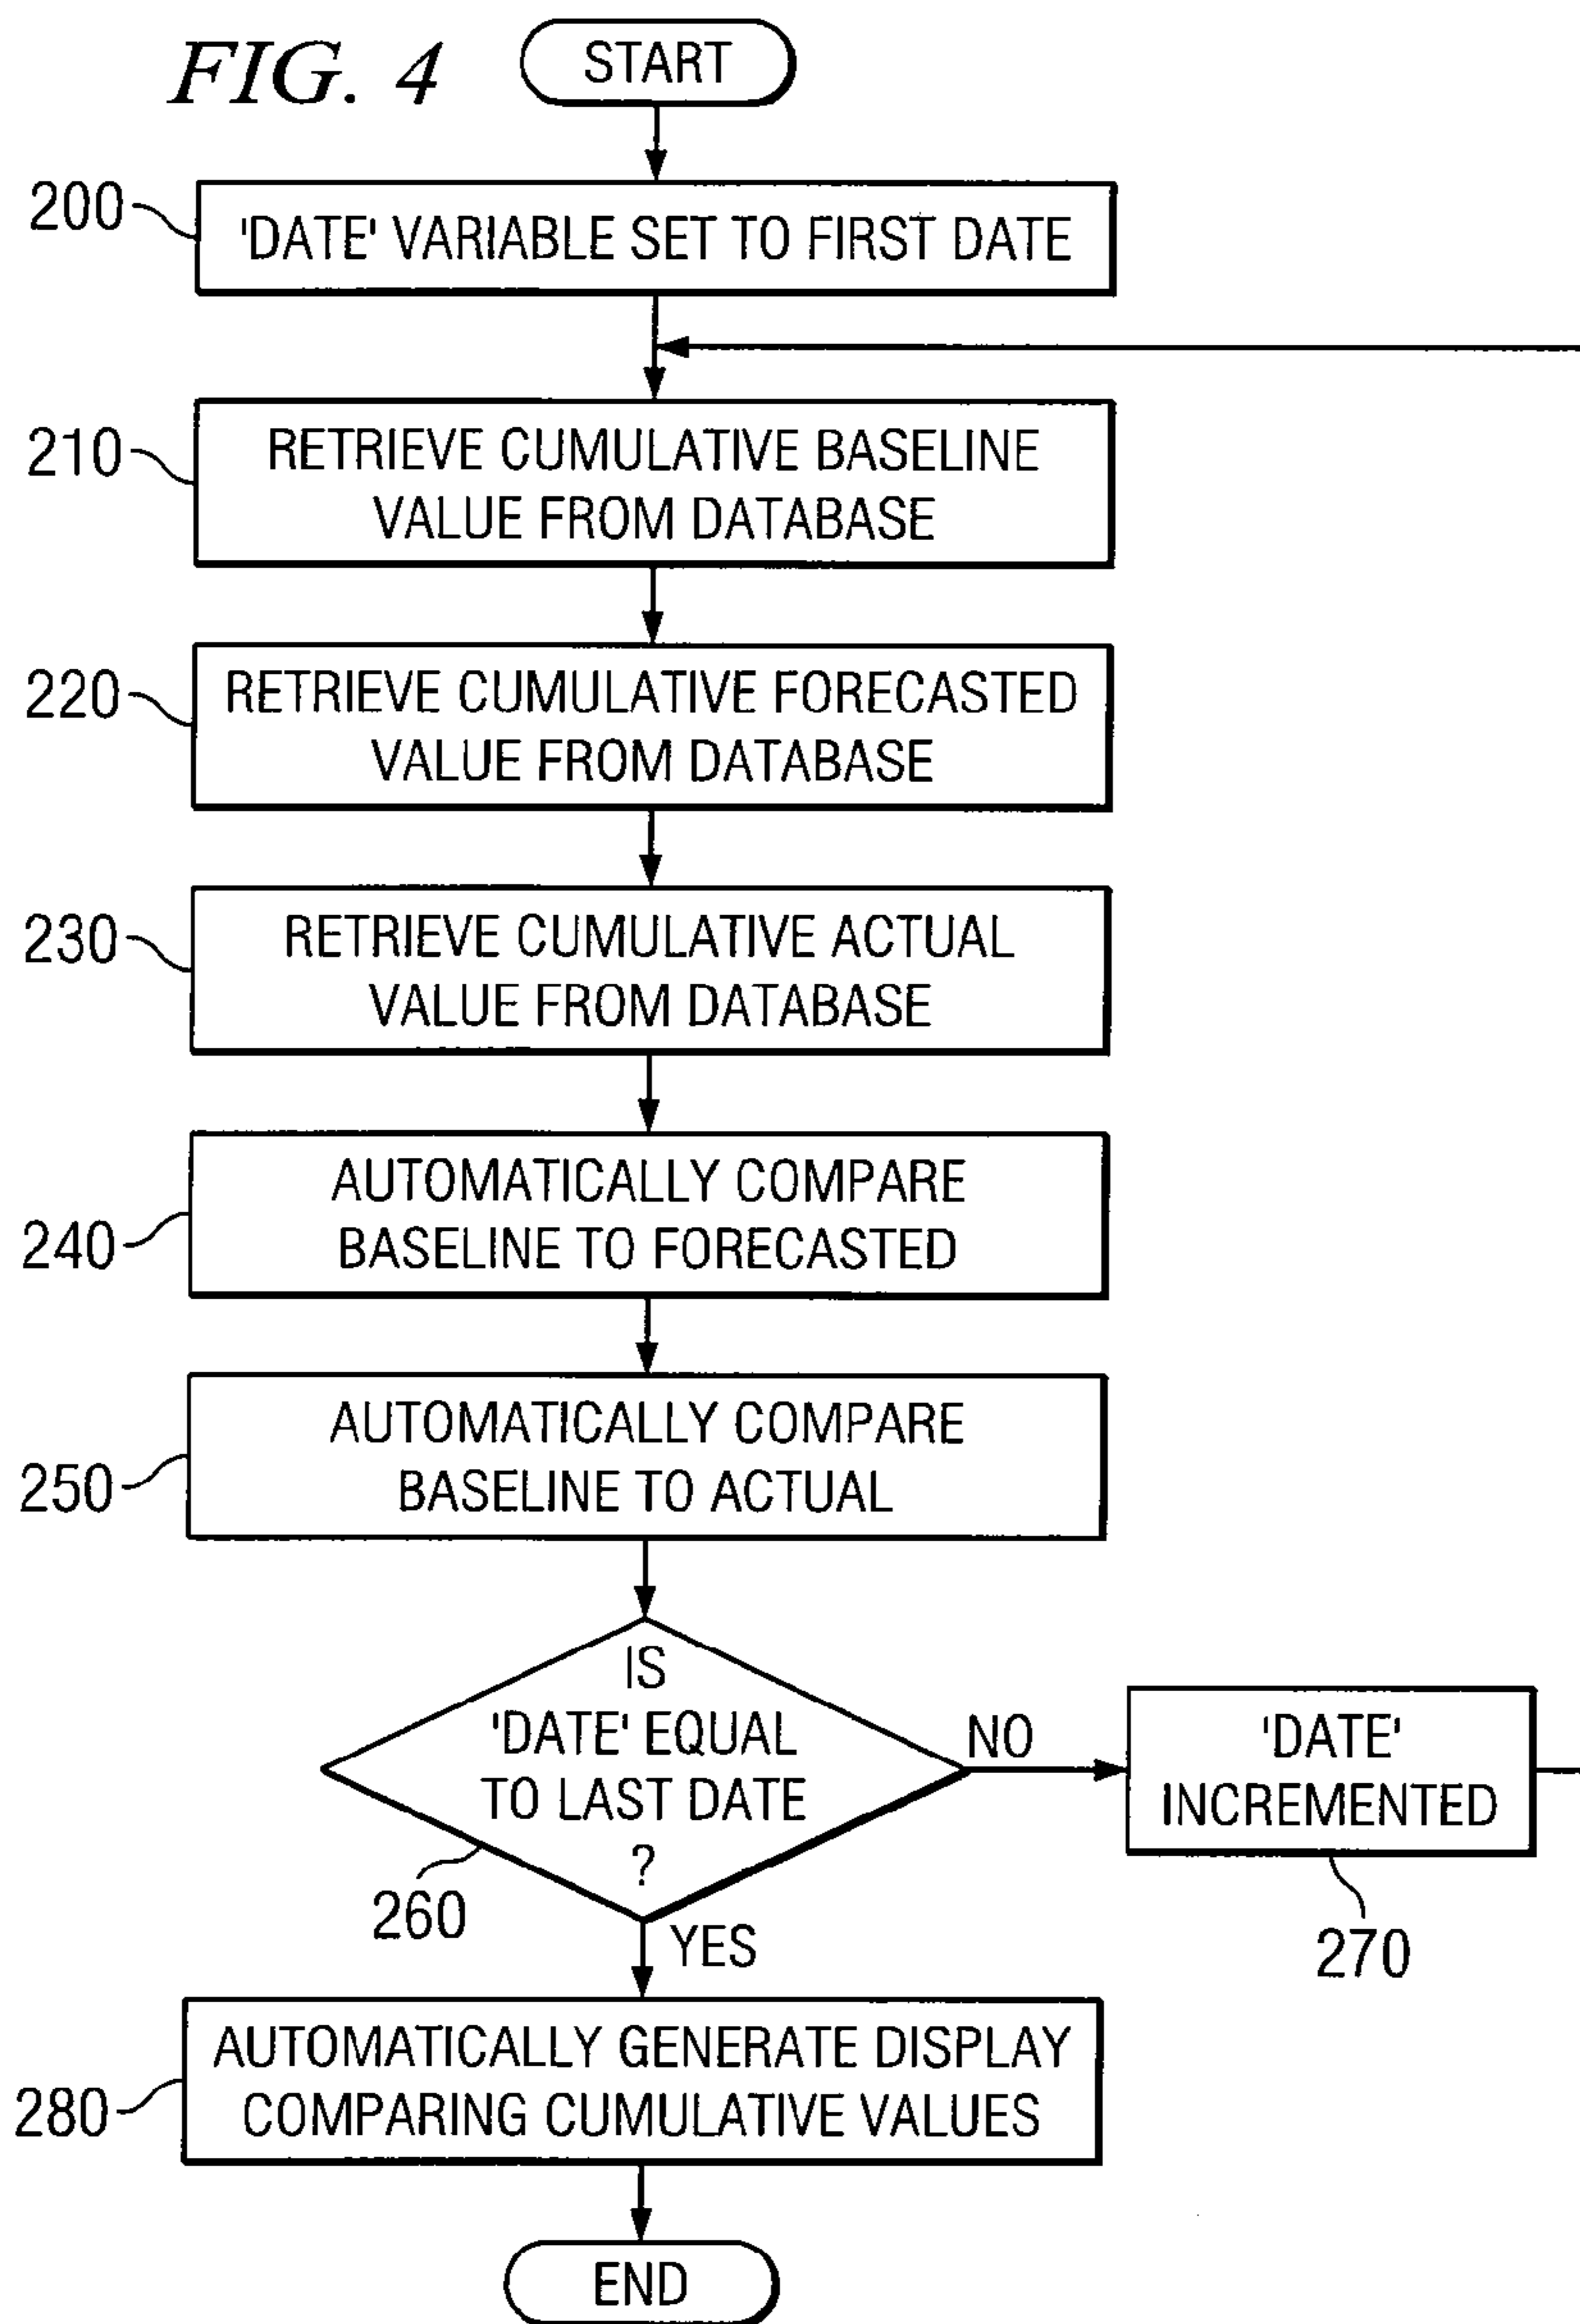 FIG. 4
START
200
'DATE' VARIABLE SET TO FIRST DATE
210
RETRIEVE CUMULATIVE BASELINE
VALUE FROM DATABASE
220
RETRIEVE CUMULATIVE FORECASTED
VALUE FROM DATABASE
230
RETRIEVE CUMULATIVE ACTUAL
VALUE FROM DATABASE
240
AUTOMATICALLY COMPARE
BASELINE TO FORECASTED
250
AUTOMATICALLY COMPARE
BASELINE TO ACTUAL
IS
'DATE' EQUAL
TO LAST DATE
?
260
NO
'DATE'
INCREMENTED
270
YES
280
AUTOMATICALLY GENERATE DISPLAY
COMPARING CUMULATIVE VALUES
END